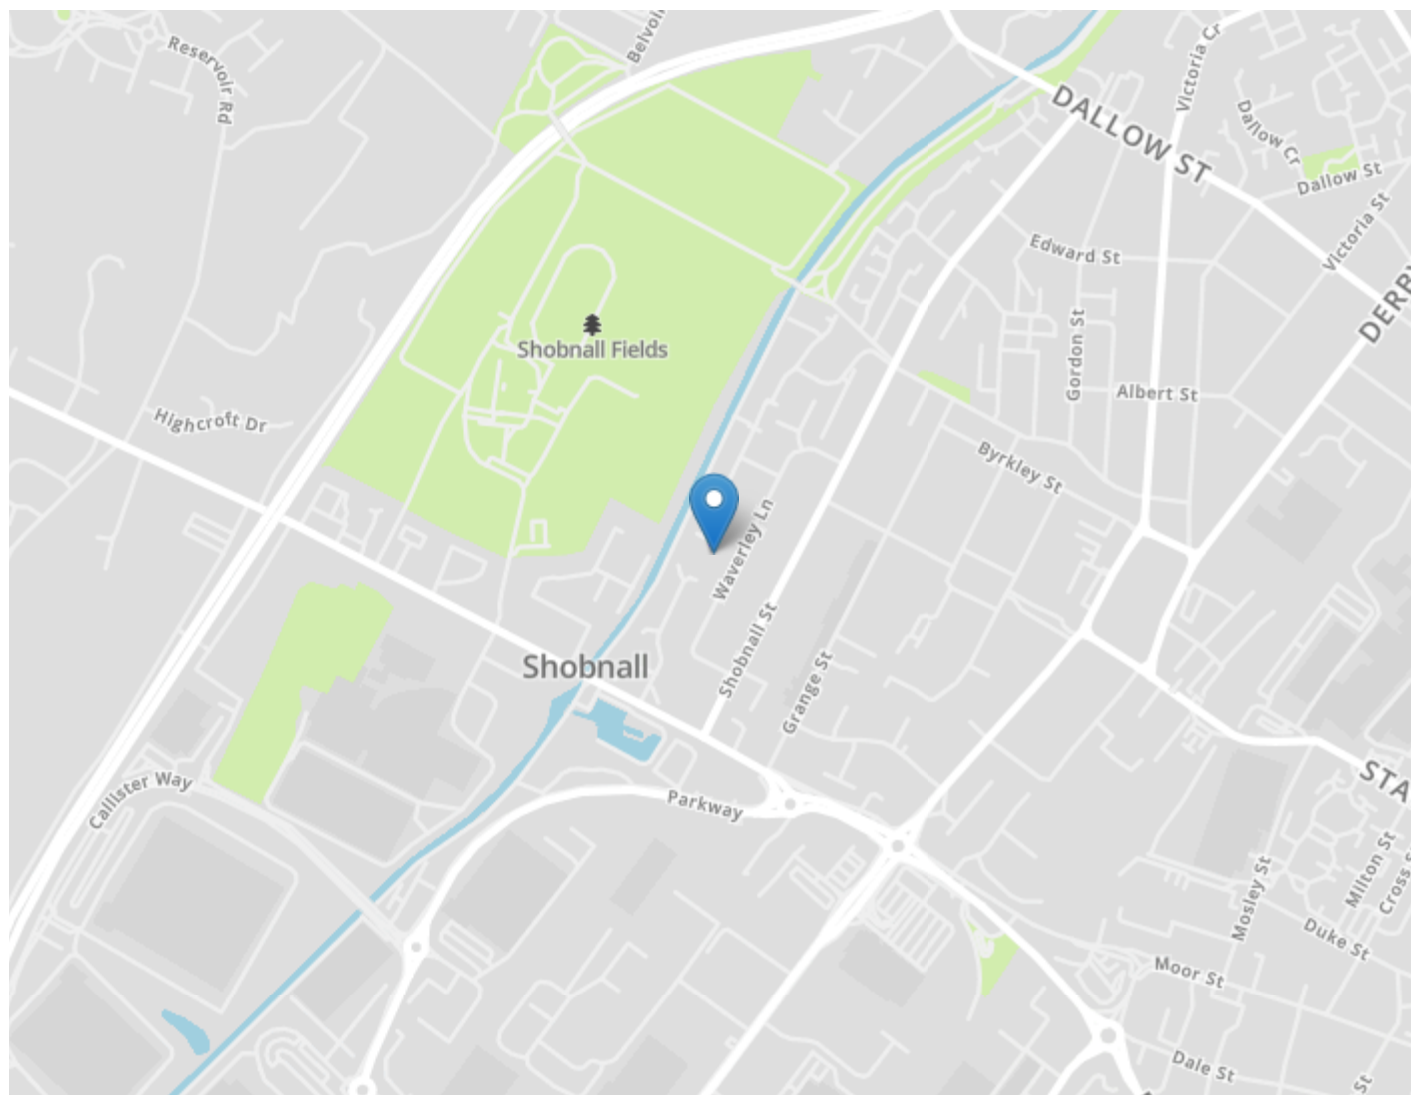 Belvoir
Reservoir Rd
Victoria Cr
DALLOW ST
Dallow Cr
Dallow St
Victoria St
Edward St
DERBY
Gordon St
Shobnall Fields
Albert St
Highcroft Dr
Byrkley St
Waverley Ln
Shobnall St
Shobnall
Grange St
Callister Way
Parkway
STA
Milton St
Cross S
Mosley St
Duke St
Moor St
Dale St
St